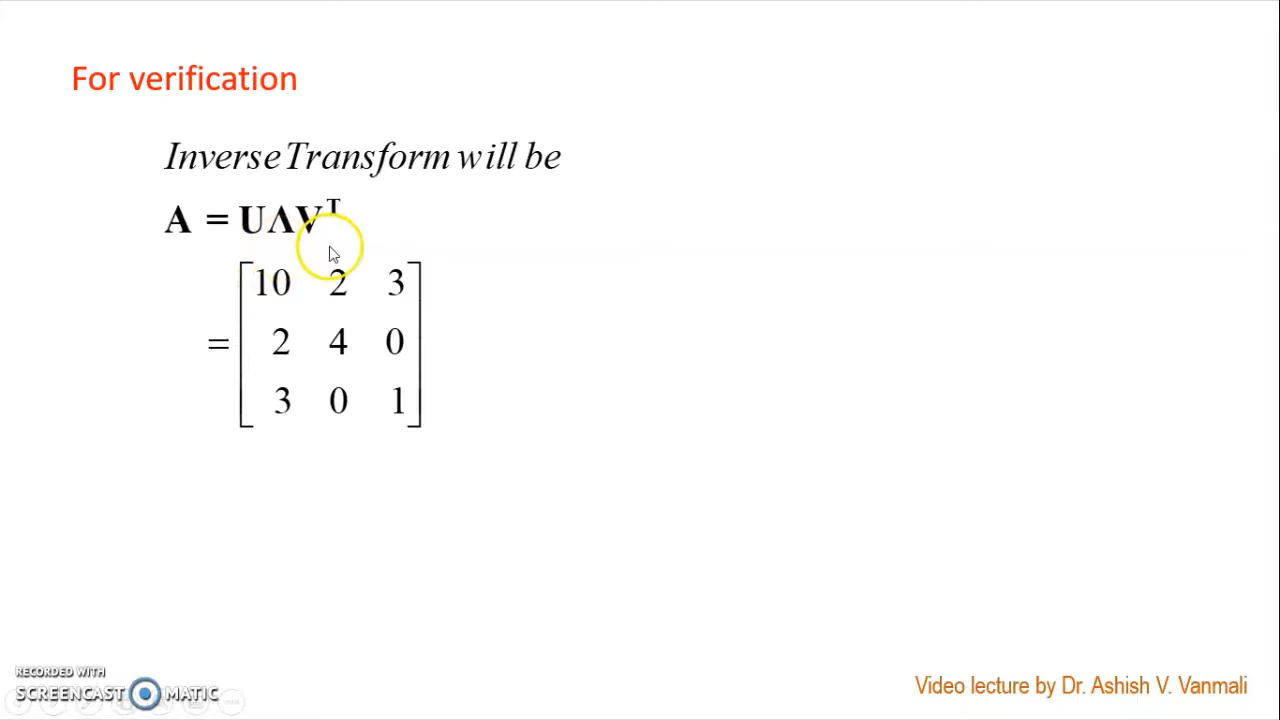 For verification
Inverse Transform will be
A = UΛVᵀ
= [10 2 3
2 4 0
3 0 1]
RECORDED WITH
SCREENCAST MATIC
Video lecture by Dr. Ashish V. Vanmali